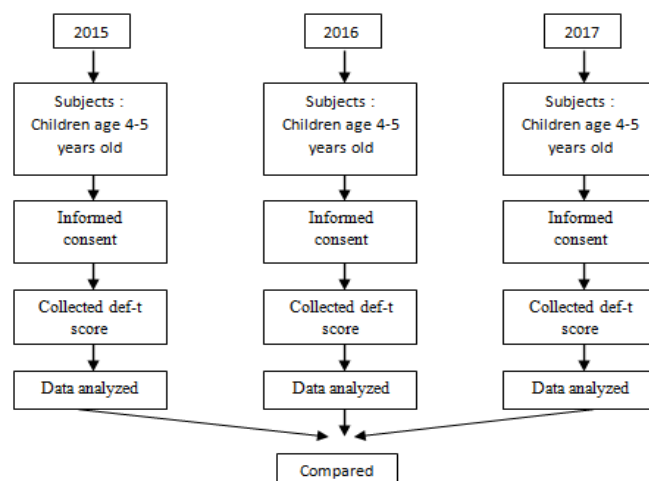 2015
2016
2017
Subjects :
Children age 4-5
years old
Subjects :
Children age 4-5
years old
Subjects :
Children age 4-5
years old
Informed
consent
Informed
consent
Informed
consent
Collected def-t
score
Collected def-t
score
Collected def-t
score
Data analyzed
Data analyzed
Data analyzed
Compared